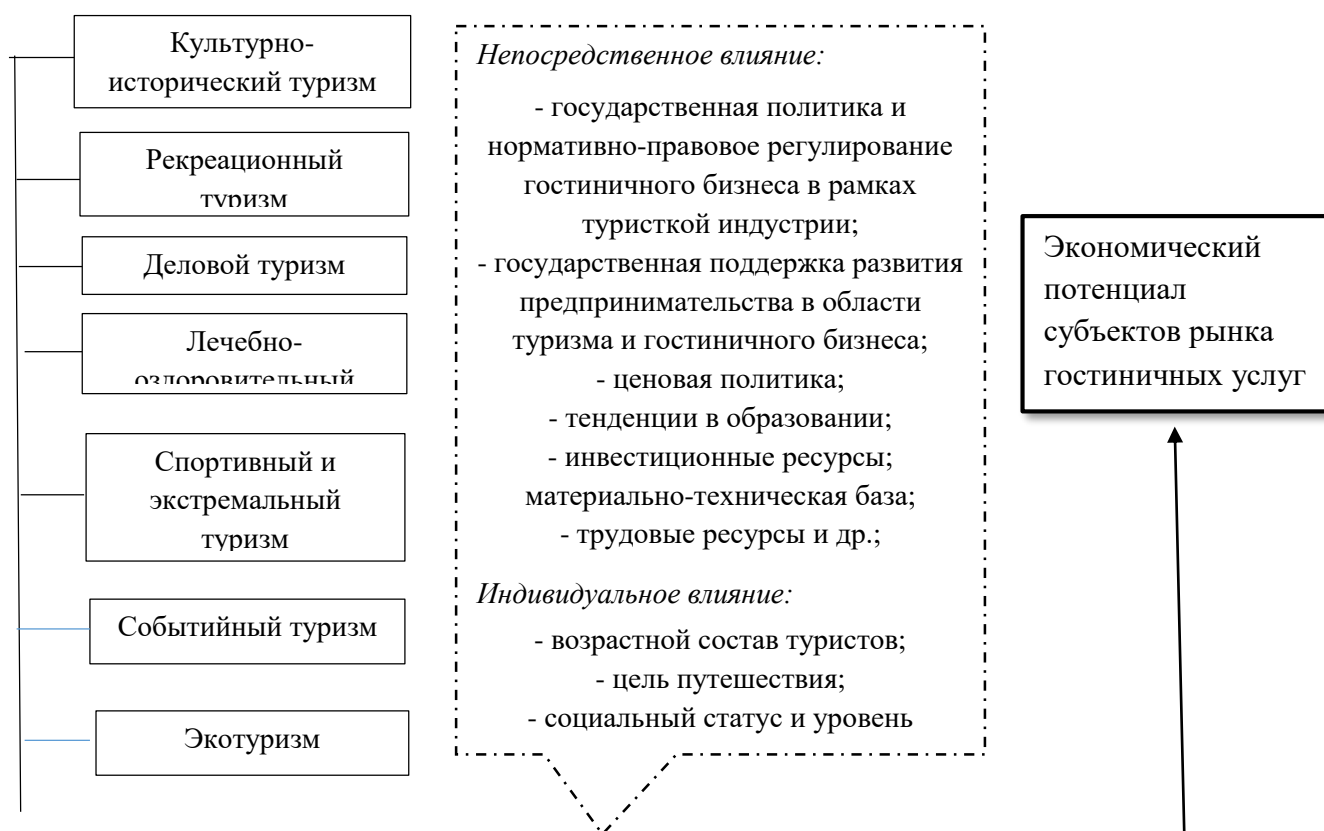 Культурно-
исторический туризм
Рекреационный
туризм
Деловой туризм
Лечебно-
оздоровительный
Спортивный и
экстремальный
туризм
Событийный туризм
Экотуризм
Непосредственное влияние:
- государственная политика и
нормативно-правовое регулирование
гостиничного бизнеса в рамках
туристкой индустрии;
- государственная поддержка развития
предпринимательства в области
туризма и гостиничного бизнеса;
- ценовая политика;
- тенденции в образовании;
- инвестиционные ресурсы;
материально-техническая база;
- трудовые ресурсы и др.;
Индивидуальное влияние:
- возрастной состав туристов;
- цель путешествия;
- социальный статус и уровень
Экономический
потенциал
субъектов рынка
гостиничных услуг